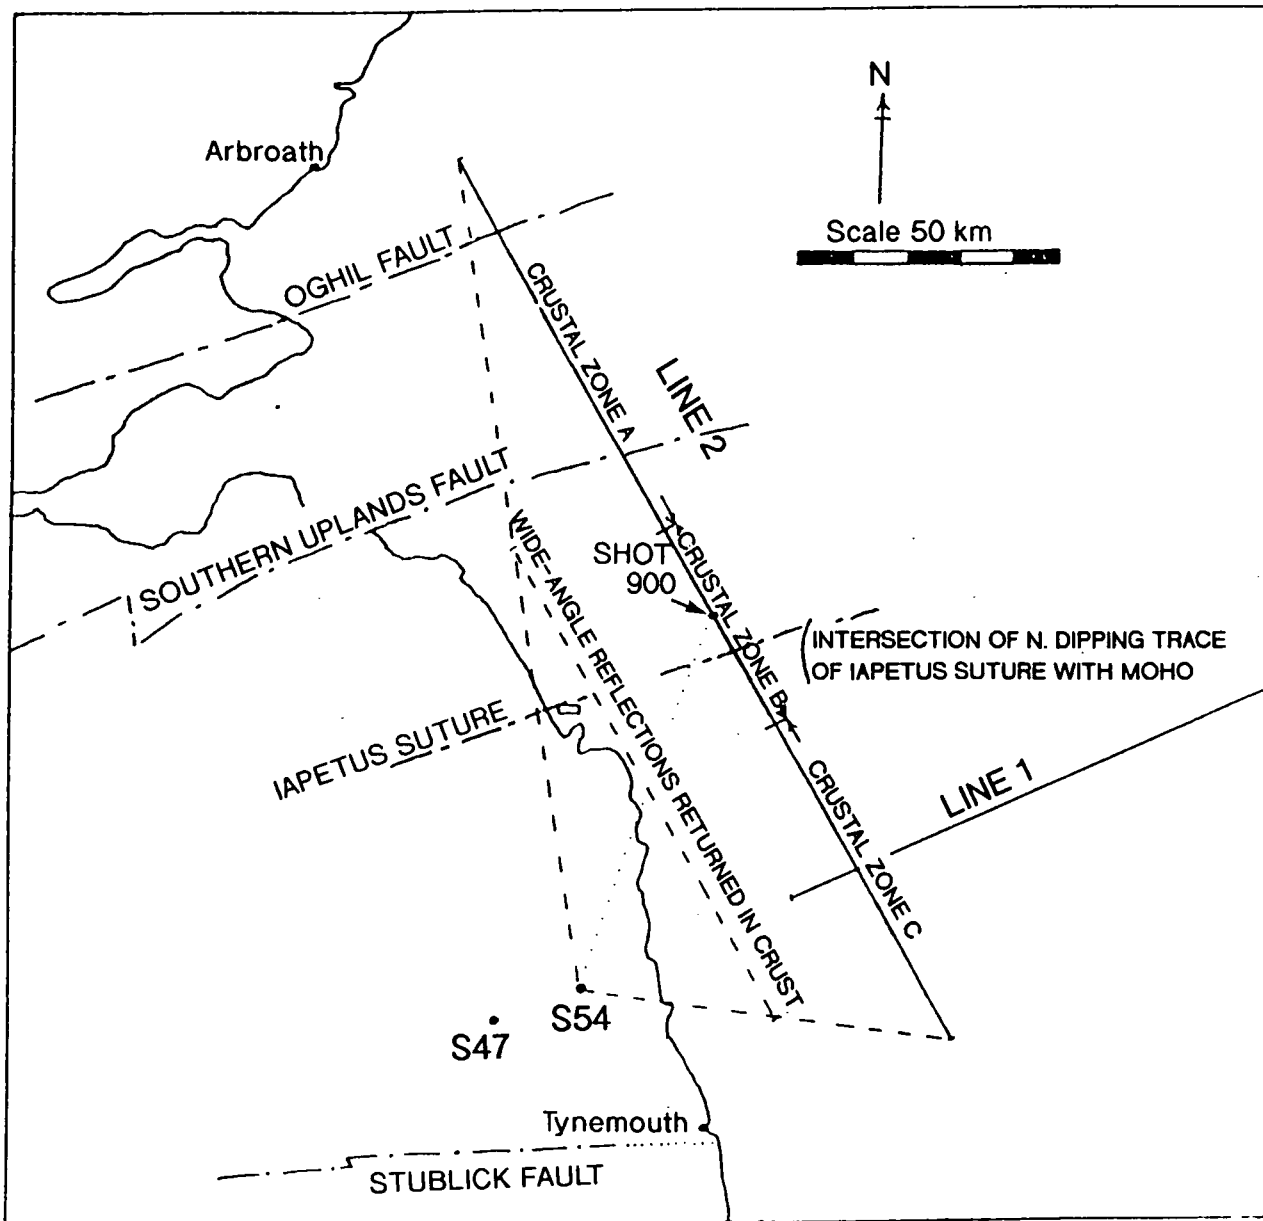 N
Arbroath
Scale 50 km
OGHIL FAULT
CRUSTAL ZONE A
LINE 2
SOUTHERN UPLANDS FAULT
WIDE-ANGLE REFLECTIONS RETURNED IN CRUST
SHOT
900
CRUSTAL ZONE B
INTERSECTION OF N. DIPPING TRACE
OF IAPETUS SUTURE WITH MOHO
IAPETUS SUTURE
LINE 1
CRUSTAL ZONE C
S54
S47
Tynemouth
STUBLICK FAULT